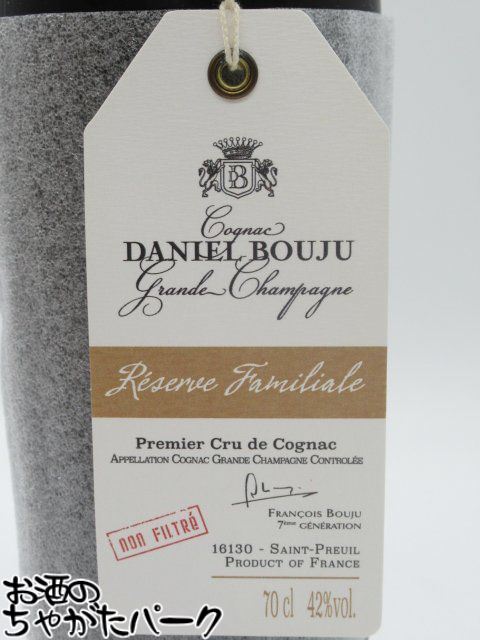 DB
Cognac
DANIEL BOUJU
Grande Champagne
Réserve Familiale
Premier Cru de Cognac
Appellation Cognac Grande Champagne Controlée
François Bouju
7ème génération
NON FILTRÉ
16130 - Saint-Preuil
Product of France
70 cl 42%vol.
お酒の
ちゃがたパーク